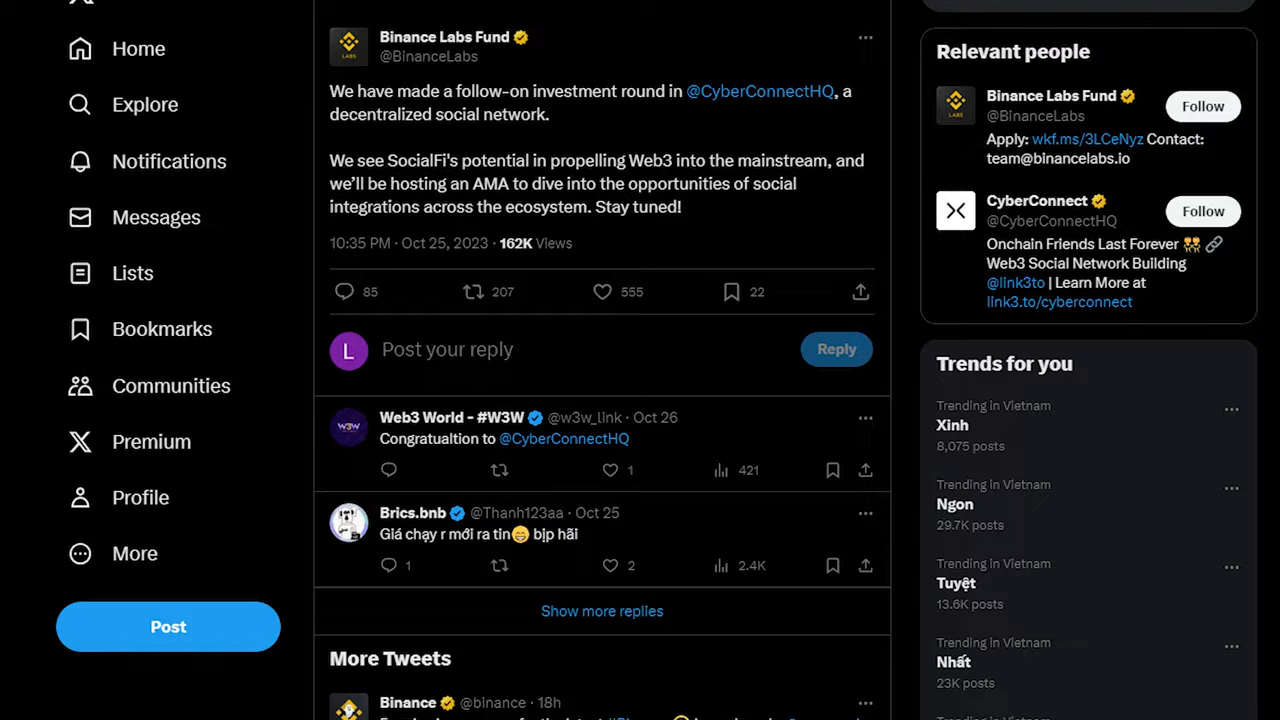 Home
Explore
Notifications
Messages
Lists
Bookmarks
Communities
Premium
Profile
More
Post
LABS
Binance Labs Fund
@BinanceLabs
We have made a follow-on investment round in @CyberConnectHQ, a
decentralized social network.
We see SocialFi's potential in propelling Web3 into the mainstream, and
we'll be hosting an AMA to dive into the opportunities of social
integrations across the ecosystem. Stay tuned!
10:35 PM · Oct 25, 2023 · 162K Views
85 207 555 22
L Post your reply Reply
W3W
Web3 World - #W3W @w3w_link · Oct 26
Congratualtion to @CyberConnectHQ
1 421
Brics.bnb @Thanh123aa · Oct 25
Giá chạy r mới ra tin😁 bịp hãi
1 2 2.4K
Show more replies
More Tweets
Binance @binance · 18h
Relevant people
LABS
Binance Labs Fund
@BinanceLabs
Follow
Apply: wkf.ms/3LCeNyz Contact:
team@binancelabs.io
CyberConnect
@CyberConnectHQ
Follow
Onchain Friends Last Forever 👯 🔗
Web3 Social Network Building
@link3to | Learn More at
link3.to/cyberconnect
Trends for you
Trending in Vietnam
Xinh
8,075 posts
Trending in Vietnam
Ngon
29.7K posts
Trending in Vietnam
Tuyệt
13.6K posts
Trending in Vietnam
Nhất
23K posts